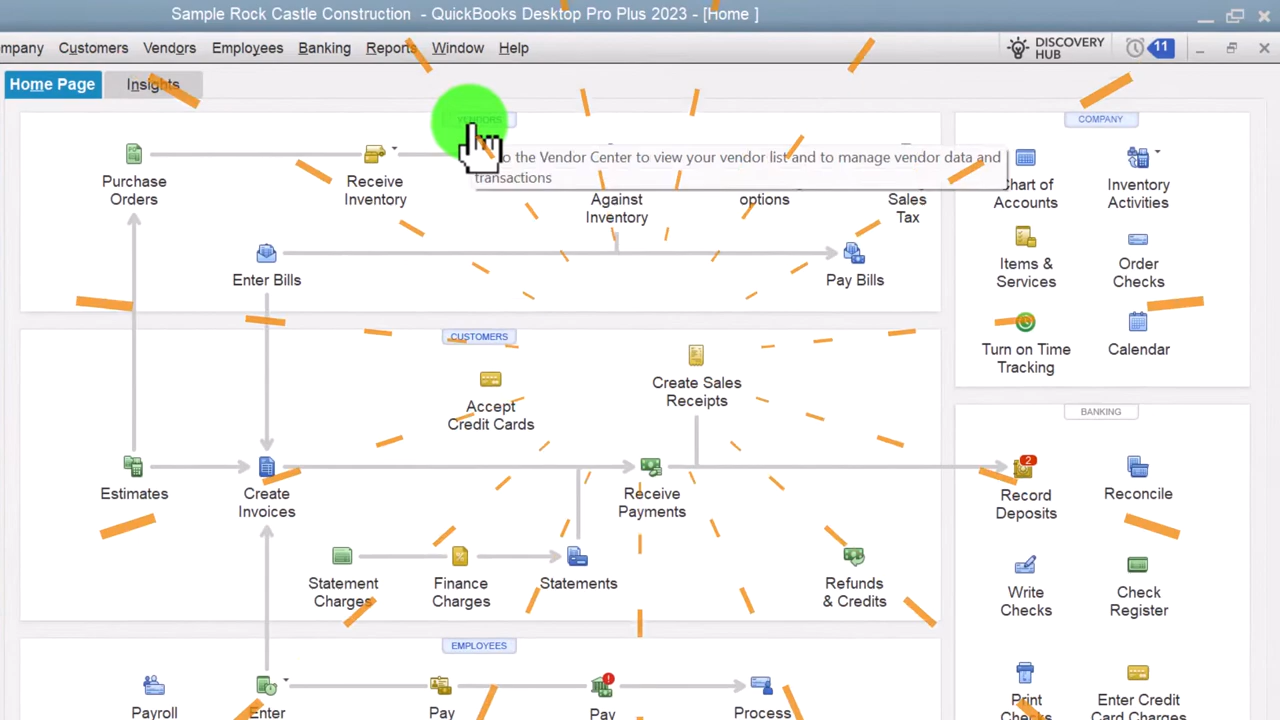 Sample Rock Castle Construction - QuickBooks Desktop Pro Plus 2023 - [Home ]
ompany Customers Vendors Employees Banking Reports Window Help
DISCOVERY
HUB
11
Home Page Insights
VENDORS
COMPANY
o the Vendor Center to view your vendor list and to manage vendor data and
transactions
Purchase
Orders
Receive
Inventory
Against
Inventory
options
Sales
Tax
Chart of
Accounts
Inventory
Activities
Enter Bills
Pay Bills
Items &
Services
Order
Checks
Turn on Time
Tracking
Calendar
CUSTOMERS
Accept
Credit Cards
Create Sales
Receipts
BANKING
Estimates
Create
Invoices
Receive
Payments
2
Record
Deposits
Reconcile
Statement
Charges
Finance
Charges
Statements
Refunds
& Credits
Write
Checks
Check
Register
EMPLOYEES
Payroll
Enter
Pay
Pay
Process
Print
Checks
Enter Credit
Card Charges